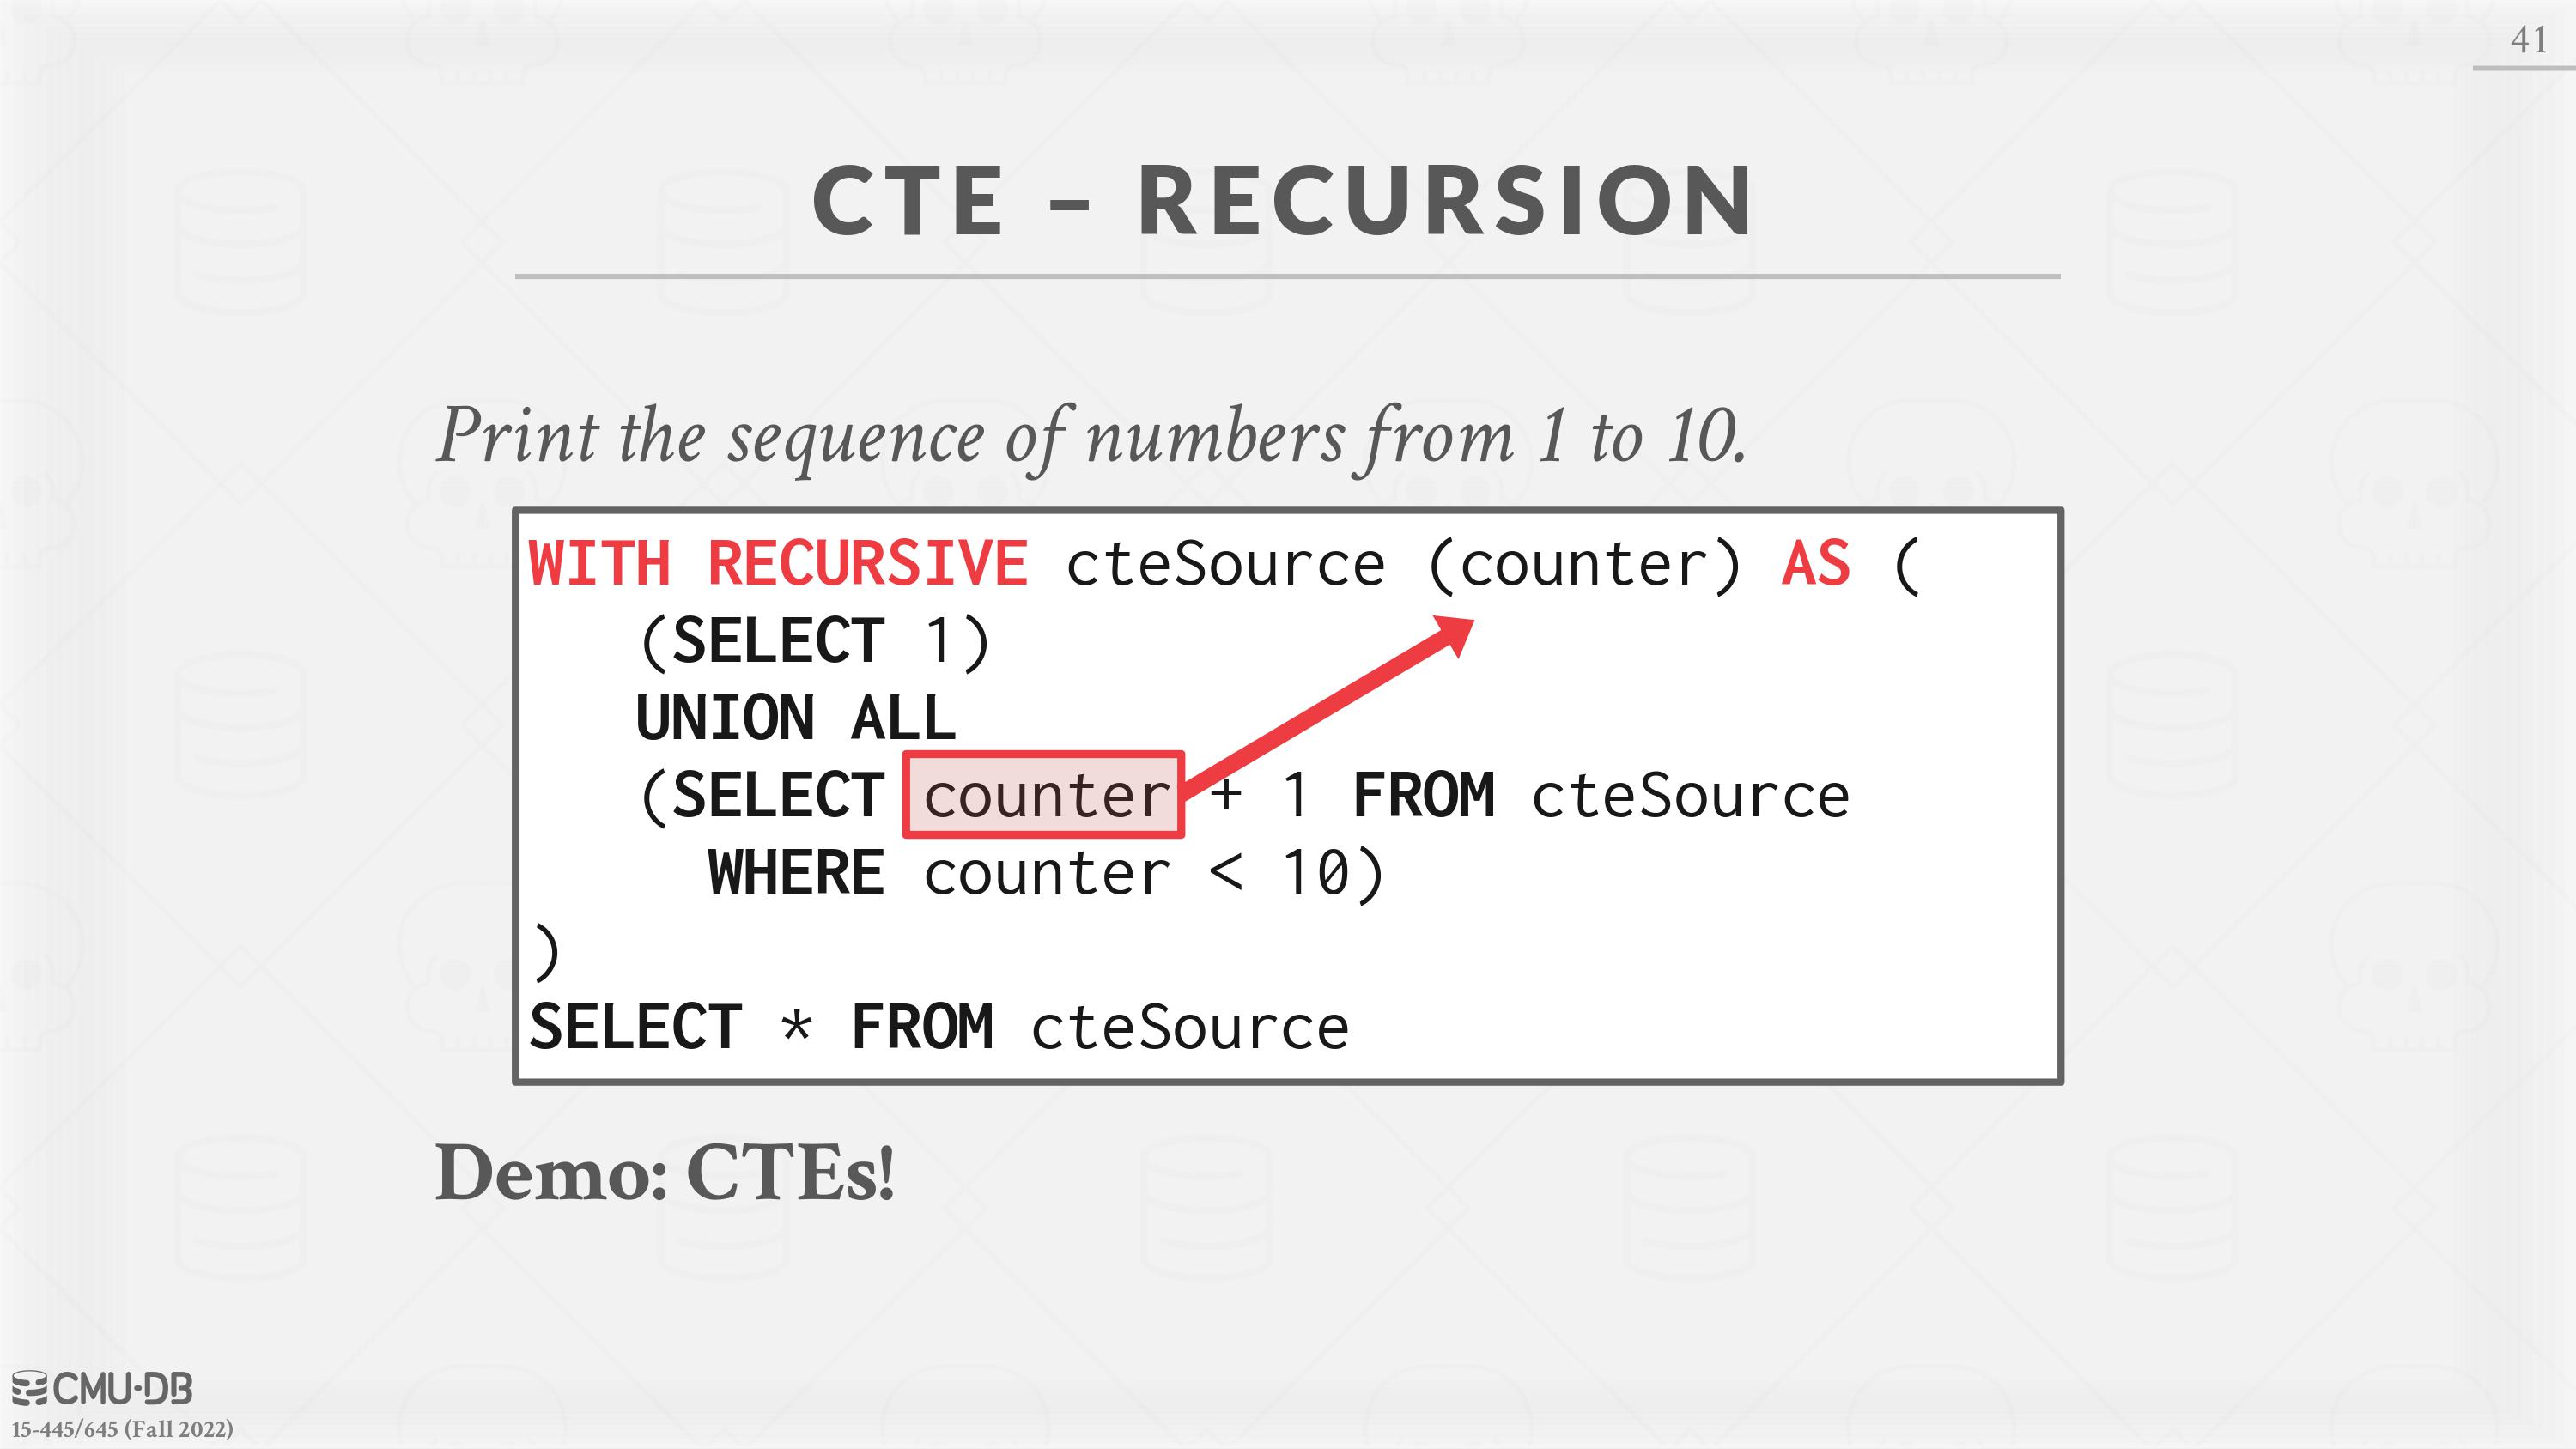 41
CTE – RECURSION
Print the sequence of numbers from 1 to 10.
WITH RECURSIVE cteSource (counter) AS (
(SELECT 1)
UNION ALL
(SELECT counter + 1 FROM cteSource
WHERE counter < 10)
)
SELECT * FROM cteSource
Demo: CTEs!
CMU·DB
15-445/645 (Fall 2022)